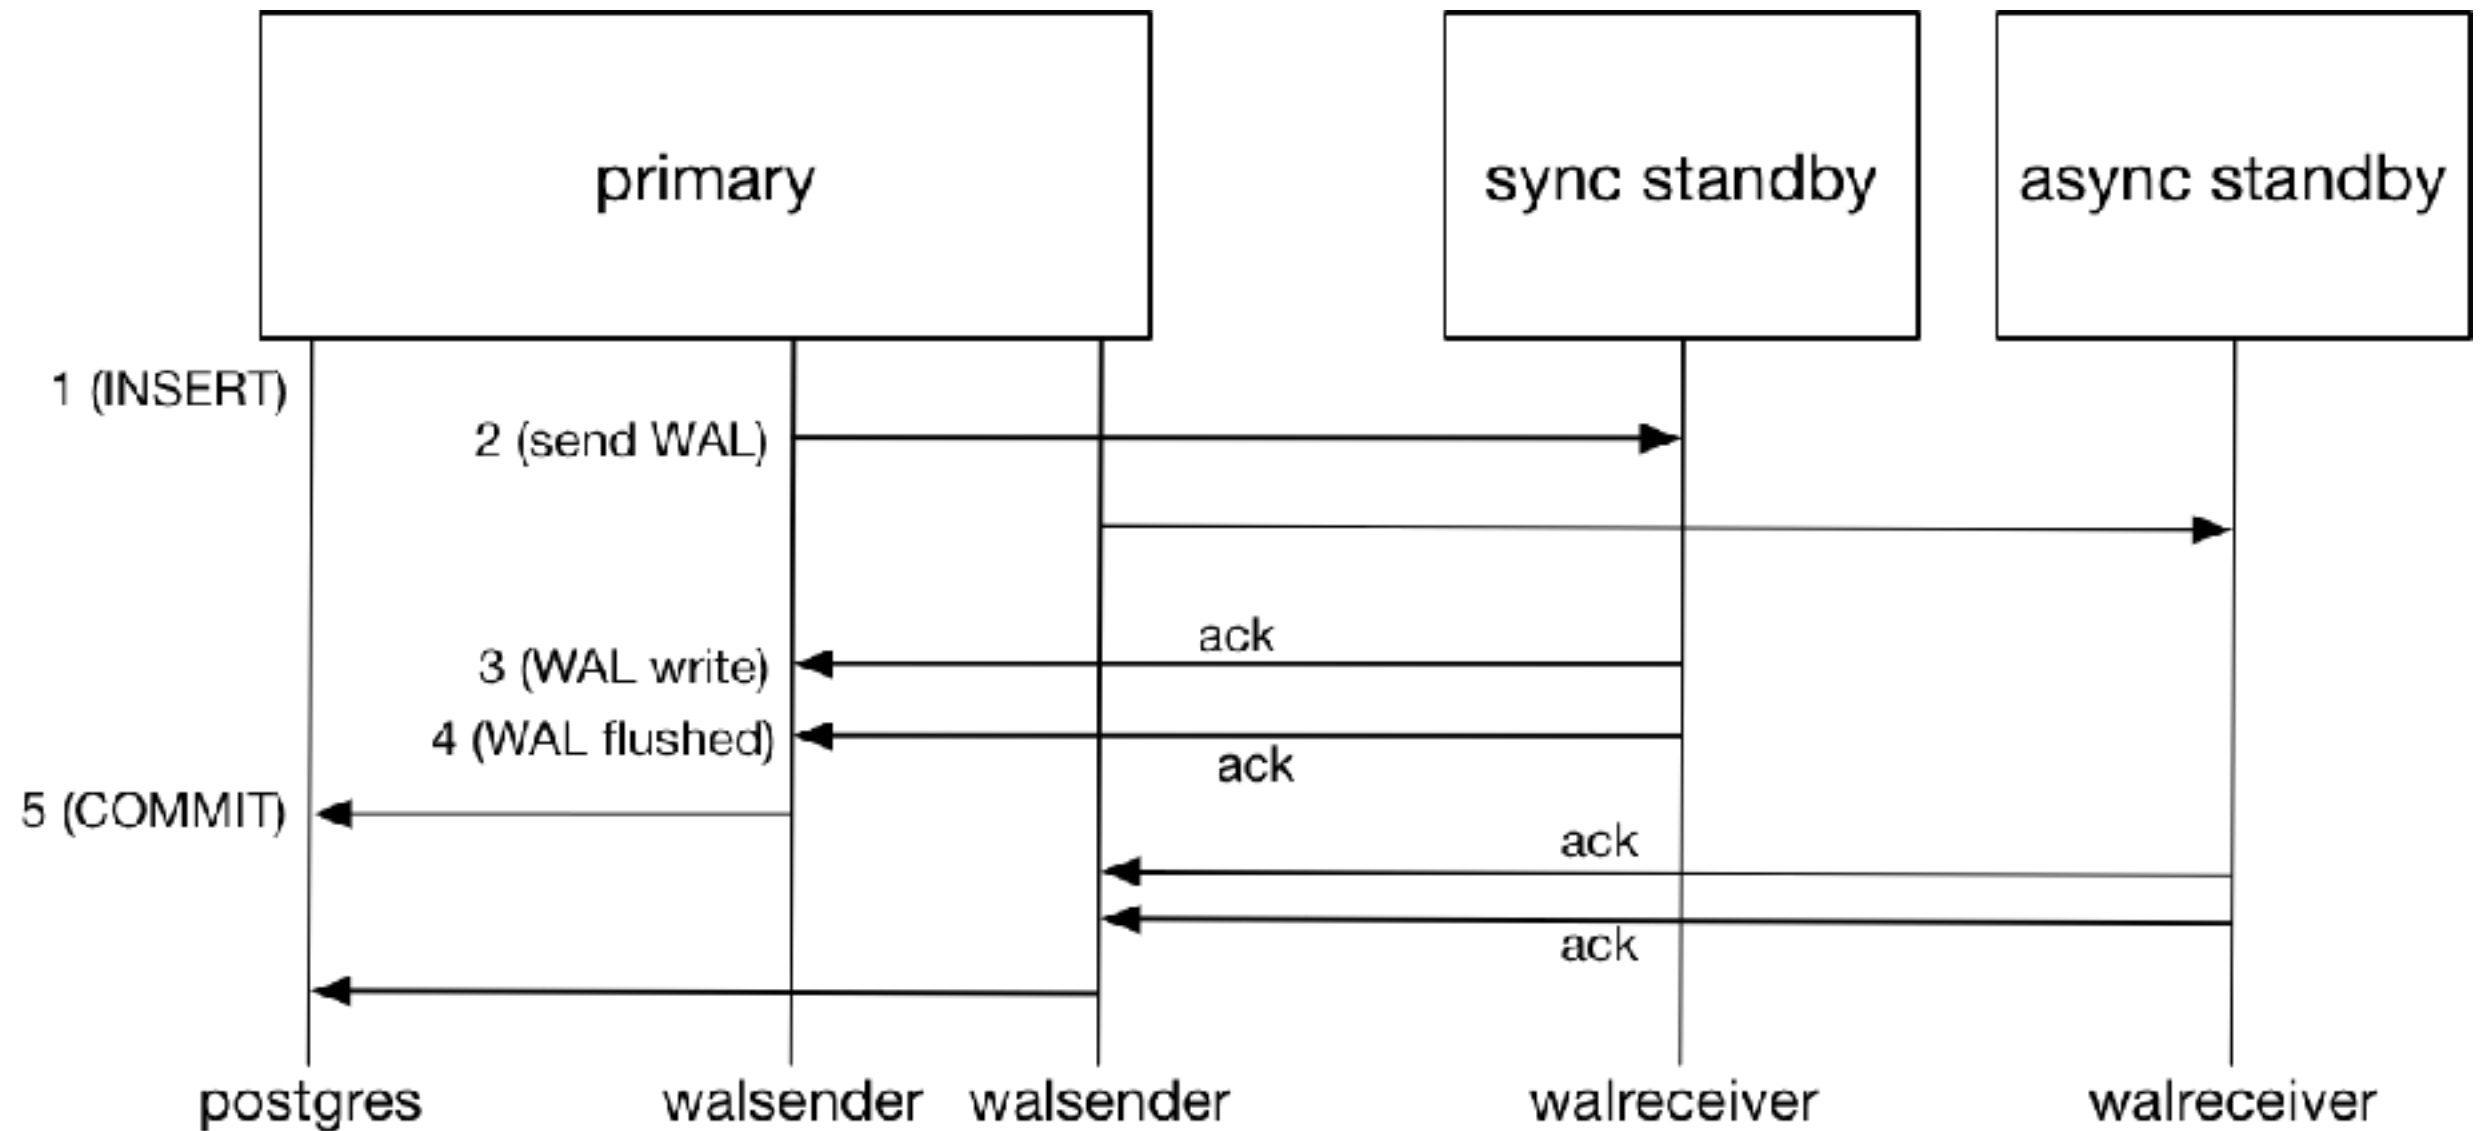 primary
sync standby
async standby
1 (INSERT)
2 (send WAL)
ack
3 (WAL write)
4 (WAL flushed)
ack
5 (COMMIT)
ack
ack
postgres
walsender
walsender
walreceiver
walreceiver